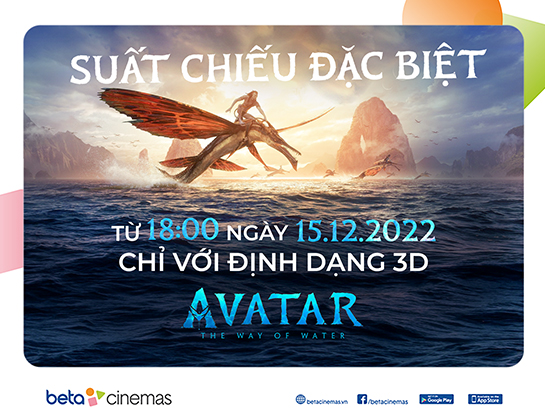 SUẤT CHIẾU ĐẶC BIỆT
TỪ 18:00 NGÀY 15.12.2022
CHỈ VỚI ĐỊNH DẠNG 3D
AVATAR
THE WAY OF WATER
beta cinemas
betacinemas.vn
/betacinemas
Google Play
App Store